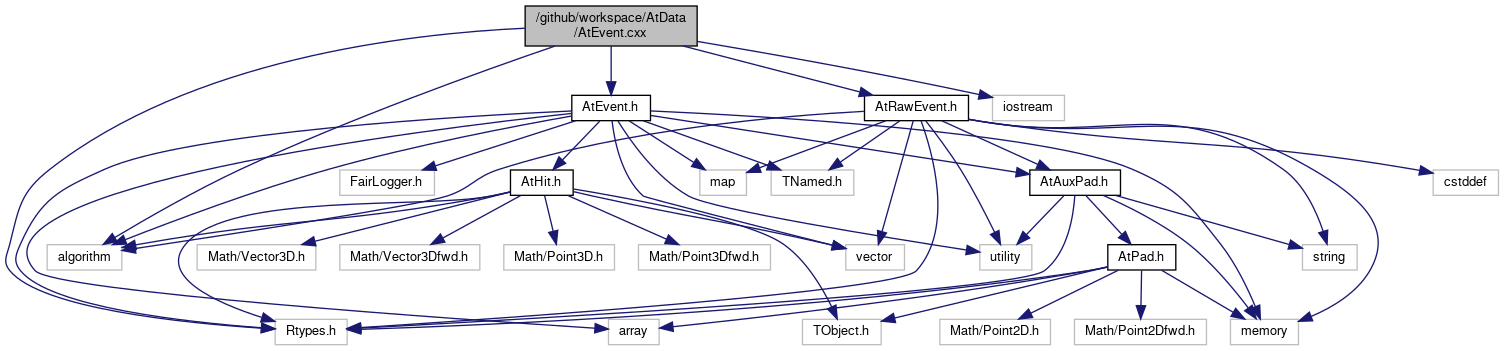 /github/workspace/AtData
/AtEvent.cxx
AtEvent.h
AtRawEvent.h
iostream
FairLogger.h
AtHit.h
map
TNamed.h
AtAuxPad.h
cstddef
algorithm
Math/Vector3D.h
Math/Vector3Dfwd.h
Math/Point3D.h
Math/Point3Dfwd.h
vector
utility
AtPad.h
string
Rtypes.h
array
TObject.h
Math/Point2D.h
Math/Point2Dfwd.h
memory